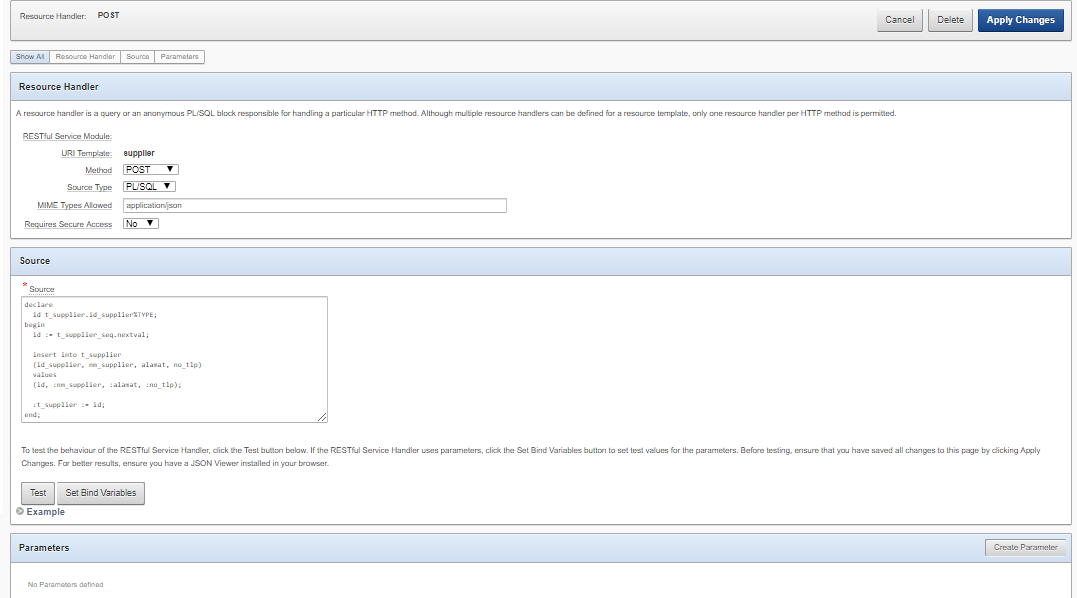 Resource Handler: POST
Cancel Delete Apply Changes
Show All Resource Handler Source Parameters
Resource Handler
A resource handler is a query or an anonymous PL/SQL block responsible for handling a particular HTTP method. Although multiple resource handlers can be defined for a resource template, only one resource handler per HTTP method is permitted.
RESTful Service Module:
URI Template: supplier
Method POST
Source Type PL/SQL
MIME Types Allowed application/json
Requires Secure Access No
Source
* Source
declare
id t_supplier.id_supplier%TYPE;
begin
id := t_supplier_seq.nextval;
insert into t_supplier
(id_supplier, nm_supplier, alamat, no_tlp)
values
(id, :nm_supplier, :alamat, :no_tlp);
:t_supplier := id;
end;
To test the behaviour of the RESTful Service Handler, click the Test button below. If the RESTful Service Handler uses parameters, click the Set Bind Variables button to set test values for the parameters. Before testing, ensure that you have saved all changes to this page by clicking Apply
Changes. For better results, ensure you have a JSON Viewer installed in your browser.
Test Set Bind Variables
Example
Parameters Create Parameter
No Parameters defined